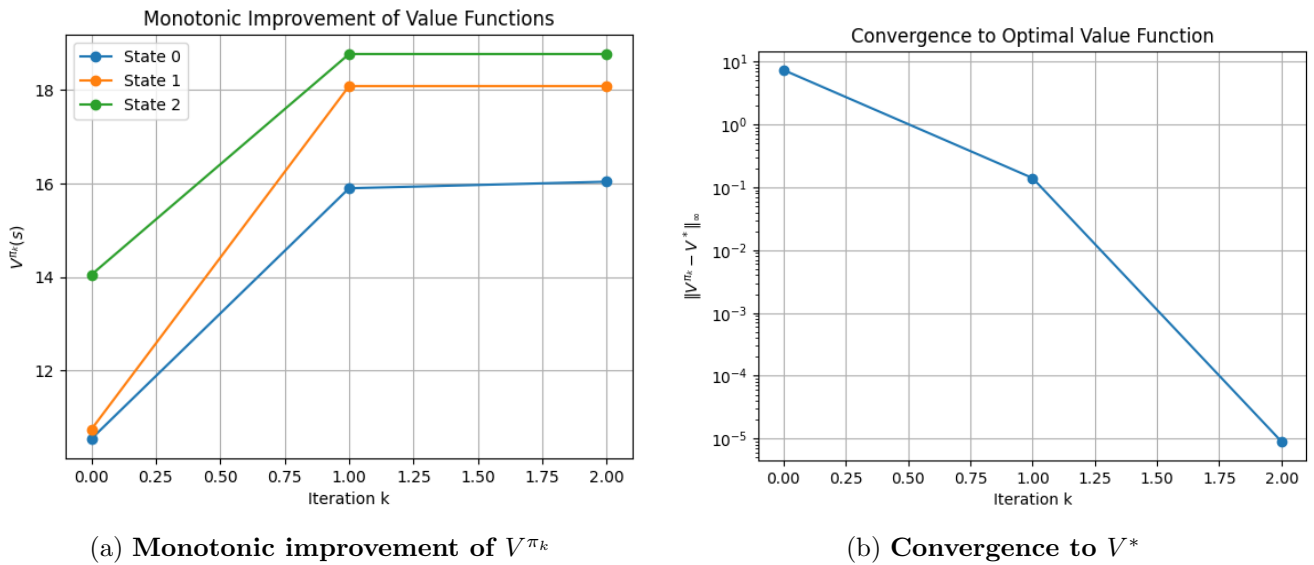 Monotonic Improvement of Value Functions
State 0
State 1
State 2
18
16
14
12
V^{π_k}(s)
0.00 0.25 0.50 0.75 1.00 1.25 1.50 1.75 2.00
Iteration k
(a) Monotonic improvement of V^{π_k}
Convergence to Optimal Value Function
10^1
10^0
10^{-1}
10^{-2}
10^{-3}
10^{-4}
10^{-5}
‖V^{π_k} − V^*‖_∞
0.00 0.25 0.50 0.75 1.00 1.25 1.50 1.75 2.00
Iteration k
(b) Convergence to V^*